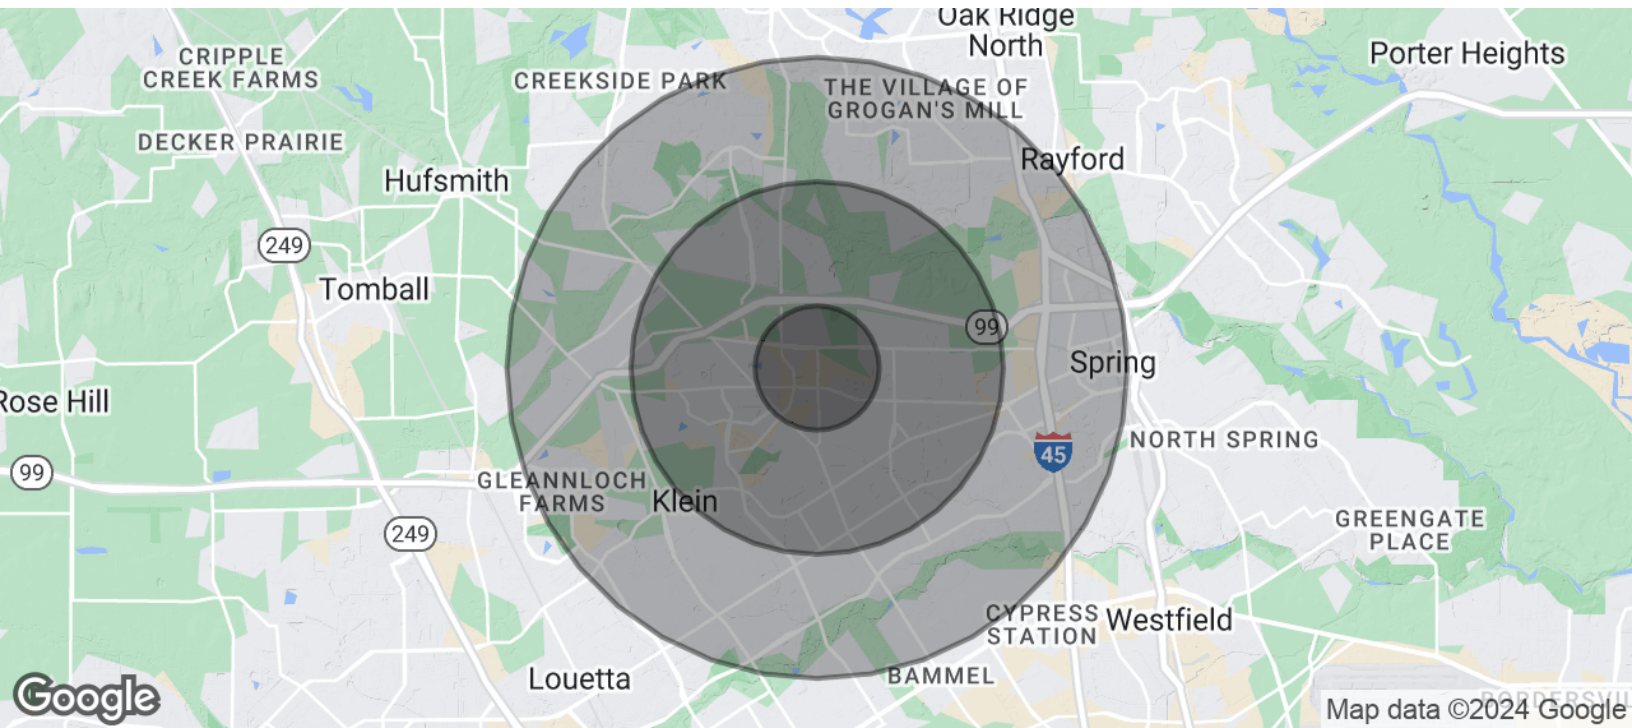 Oak Ridge
North
Porter Heights
CRIPPLE
CREEK FARMS
CREEKSIDE PARK
THE VILLAGE OF
GROGAN'S MILL
DECKER PRAIRIE
Rayford
Hufsmith
249
Tomball
99
Spring
Rose Hill
NORTH SPRING
45
99
GLEANNLOCH
FARMS
Klein
249
GREENGATE
PLACE
CYPRESS
STATION
Westfield
Louetta
BAMMEL
Google
Map data ©2024 Google